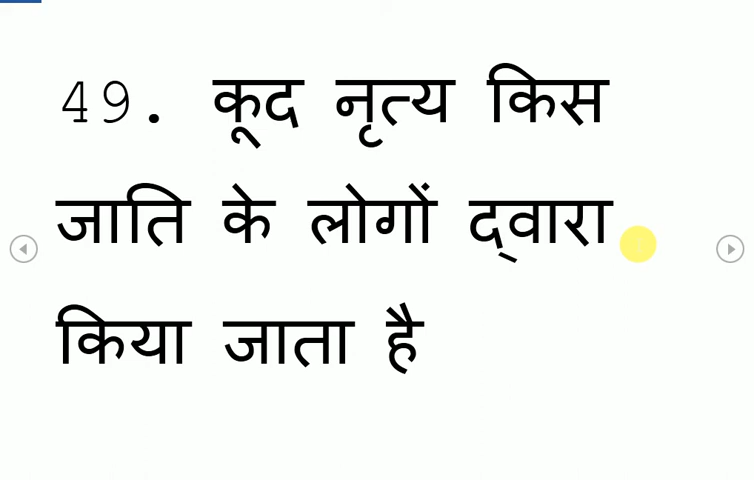 49. कूद नृत्य किस
जाति के लोगों द्वारा
किया जाता है